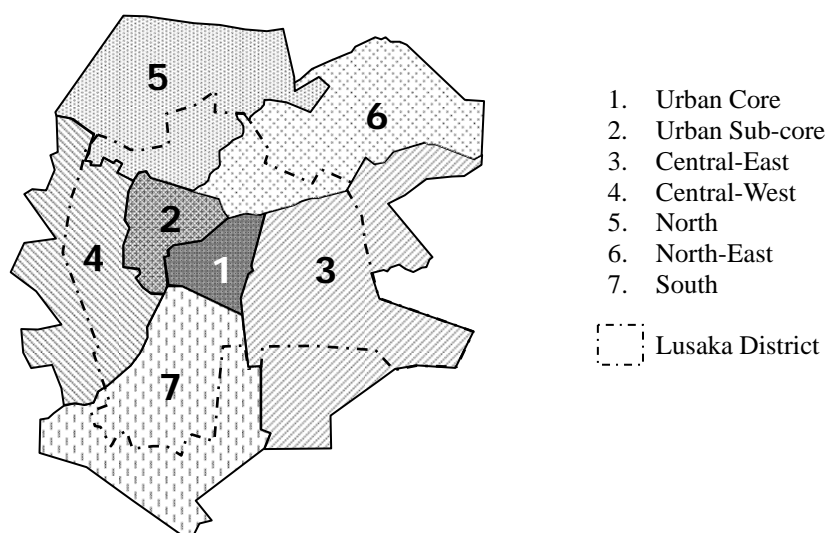 5
6
2
4
1
3
7
1. Urban Core
2. Urban Sub-core
3. Central-East
4. Central-West
5. North
6. North-East
7. South
Lusaka District